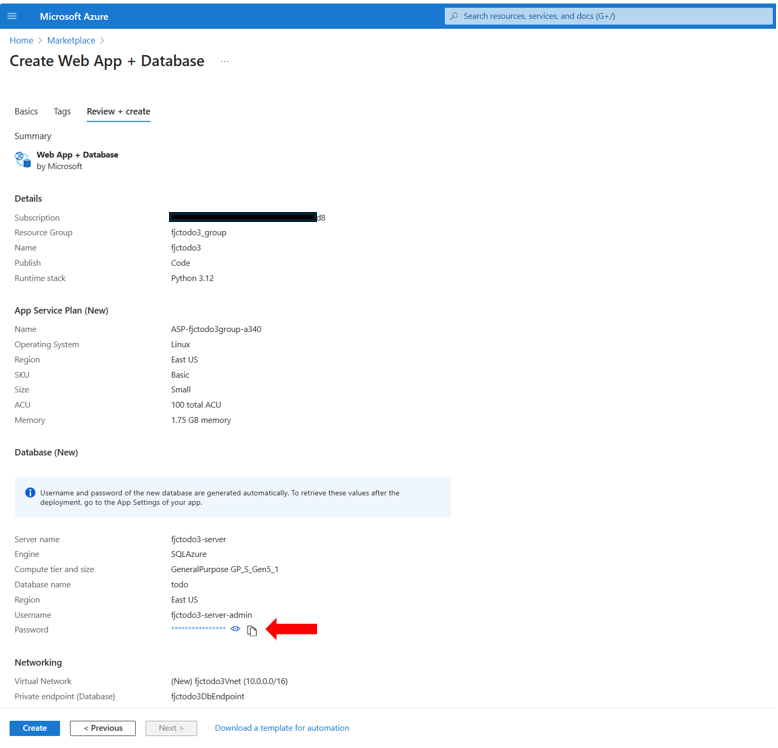 Microsoft Azure
Search resources, services, and docs (G+/)
Home > Marketplace >
Create Web App + Database ...
Basics Tags Review + create
Summary
Web App + Database
by Microsoft
Details
Subscription d8
Resource Group fjctodo3_group
Name fjctodo3
Publish Code
Runtime stack Python 3.12
App Service Plan (New)
Name ASP-fjctodo3group-a340
Operating System Linux
Region East US
SKU Basic
Size Small
ACU 100 total ACU
Memory 1.75 GB memory
Database (New)
Username and password of the new database are generated automatically. To retrieve these values after the
deployment, go to the App Settings of your app.
Server name fjctodo3-server
Engine SQLAzure
Compute tier and size GeneralPurpose GP_S_Gen5_1
Database name todo
Region East US
Username fjctodo3-server-admin
Password ****************
Networking
Virtual Network (New) fjctodo3Vnet (10.0.0.0/16)
Private endpoint (Database) fjctodo3DbEndpoint
Create < Previous Next > Download a template for automation